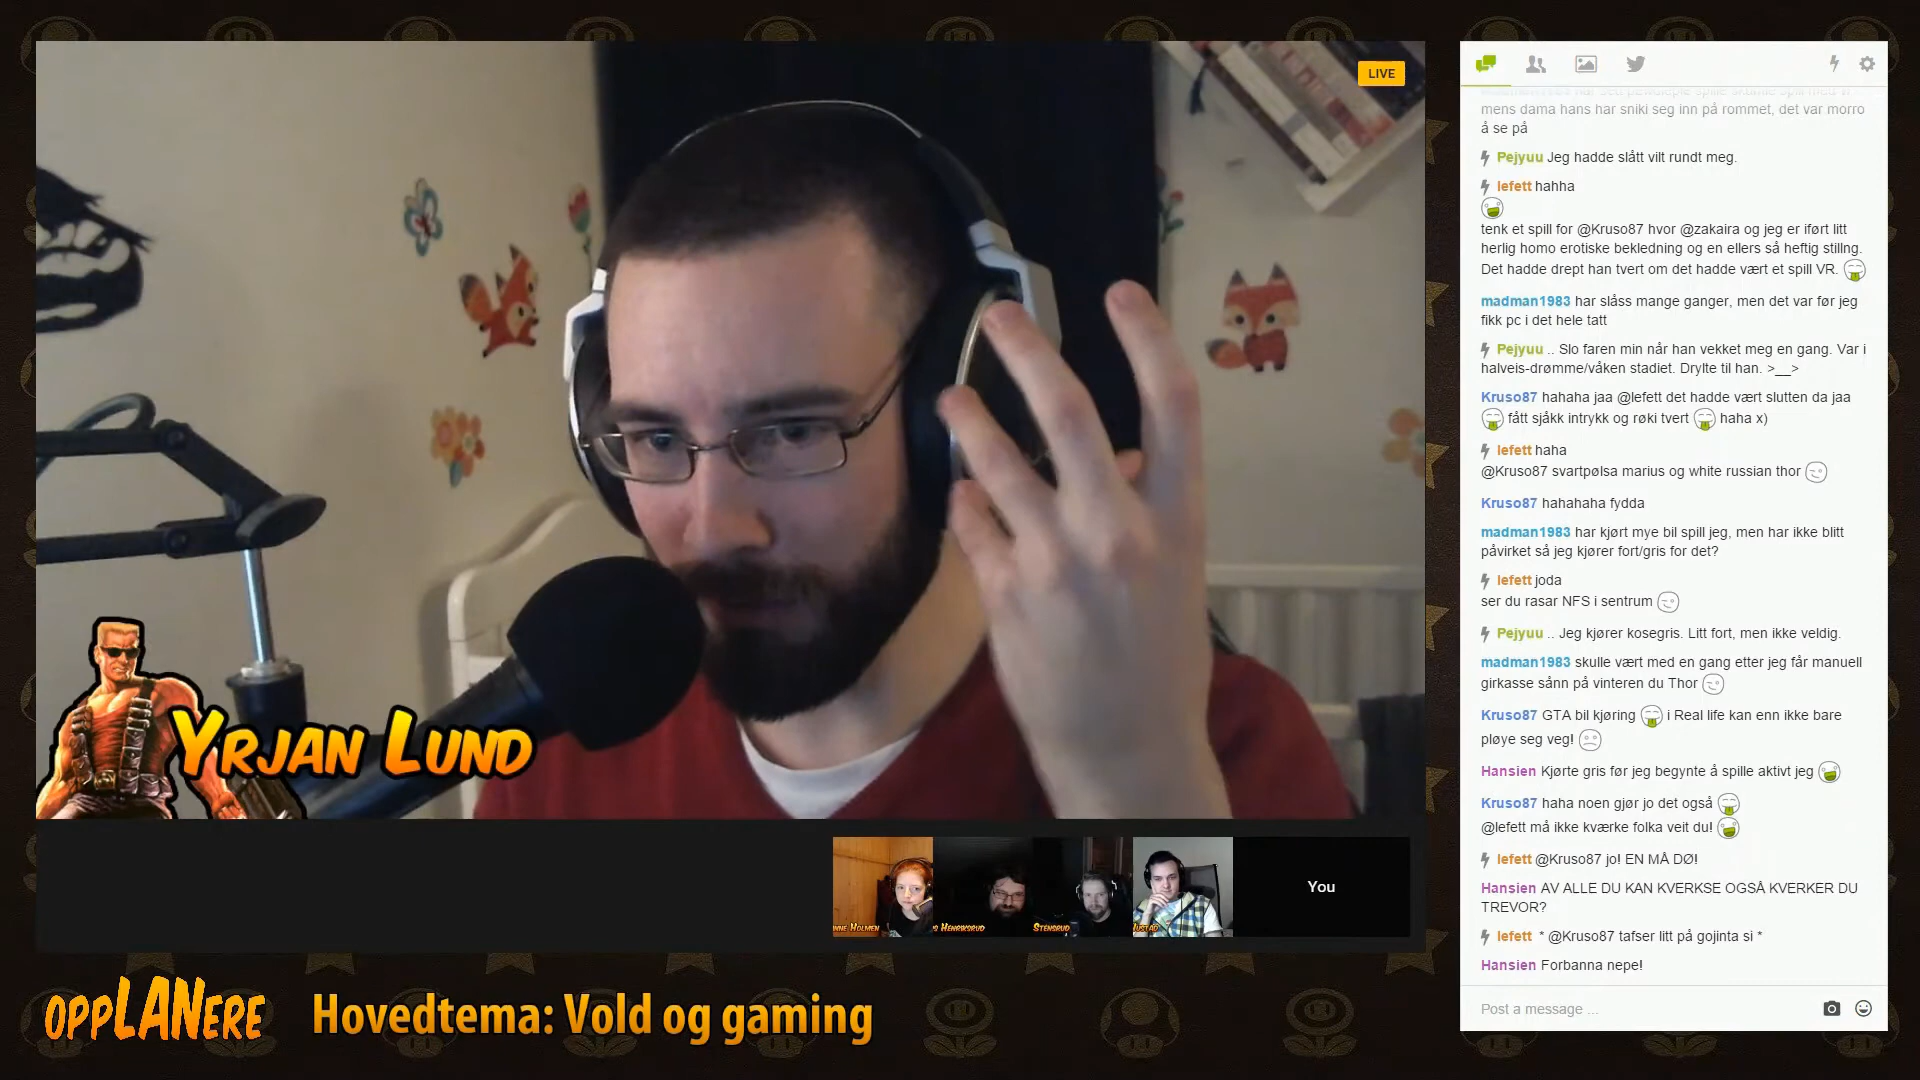 LIVE
mens dama hans har sniki seg inn på rommet, det var morro
å se på
Pejyuu Jeg hadde slått vilt rundt meg.
lefett hahha
tenk et spill for @Kruso87 hvor @zakaira og jeg er iført litt
herlig homo erotiske bekledning og en ellers så heftig stillng.
Det hadde drept han tvert om det hadde vært et spill VR.
madman1983 har slåss mange ganger, men det var før jeg
fikk pc i det hele tatt
Pejyuu .. Slo faren min når han vekket meg en gang. Var i
halveis-drømme/våken stadiet. Drylte til han. >__>
Kruso87 hahaha jaa @lefett det hadde vært slutten da jaa
fått sjåkk intrykk og røki tvert haha x)
lefett haha
@Kruso87 svartpølsa marius og white russian thor
Kruso87 hahahaha fydda
madman1983 har kjørt mye bil spill jeg, men har ikke blitt
påvirket så jeg kjører fort/gris for det?
lefett joda
ser du rasar NFS i sentrum
Pejyuu .. Jeg kjører kosegris. Litt fort, men ikke veldig.
madman1983 skulle vært med en gang etter jeg får manuell
girkasse sånn på vinteren du Thor
Kruso87 GTA bil kjøring i Real life kan enn ikke bare
pløye seg veg!
Hansien Kjørte gris før jeg begynte å spille aktivt jeg
Kruso87 haha noen gjør jo det også
@lefett må ikke kværke folka veit du!
lefett @Kruso87 jo! EN MÅ DØ!
Hansien AV ALLE DU KAN KVERKSE OGSÅ KVERKER DU
TREVOR?
lefett * @Kruso87 tafser litt på gojinta si *
Hansien Forbanna nepe!
Post a message ...
YRJAN LUND
You
HOLMEN
HENRIKSRUD
STENSRUD
OPPLANERE
Hovedtema: Vold og gaming